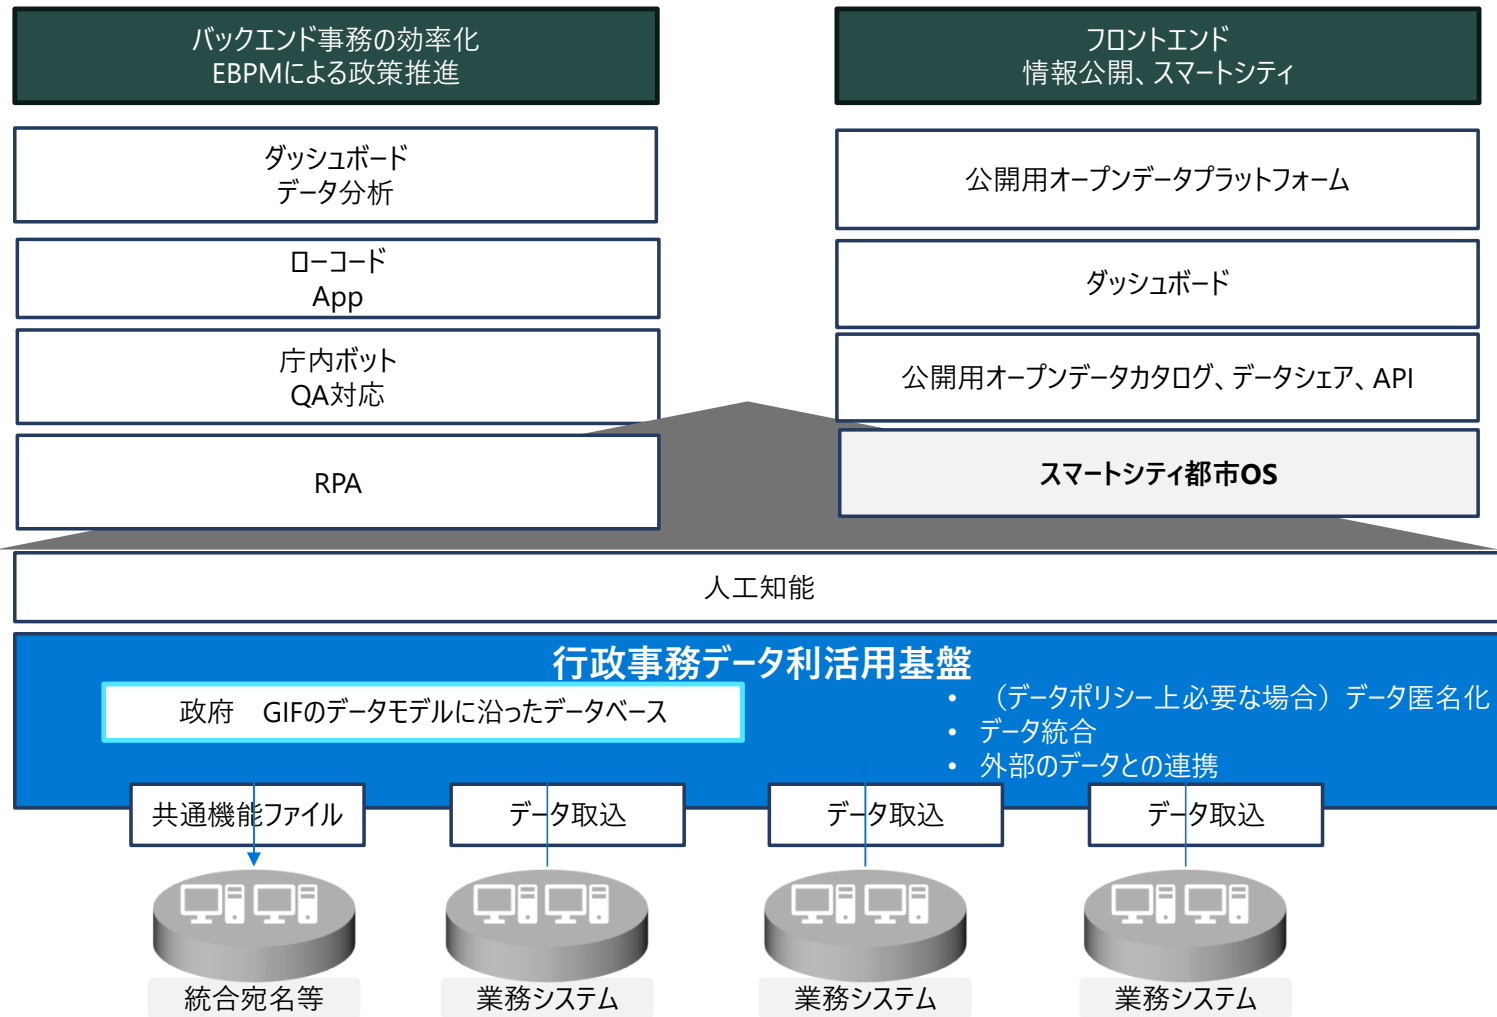 バックエンド事務の効率化
EBPMによる政策推進
ダッシュボード
データ分析
ローコード
App
庁内ボット
QA対応
RPA
フロントエンド
情報公開、スマートシティ
公開用オープンデータプラットフォーム
ダッシュボード
公開用オープンデータカタログ、データシェア、API
スマートシティ都市OS
人工知能
行政事務データ利活用基盤
政府　GIFのデータモデルに沿ったデータベース
• （データポリシー上必要な場合）データ匿名化
• データ統合
• 外部のデータとの連携
共通機能ファイル
データ取込
データ取込
データ取込
統合宛名等
業務システム
業務システム
業務システム